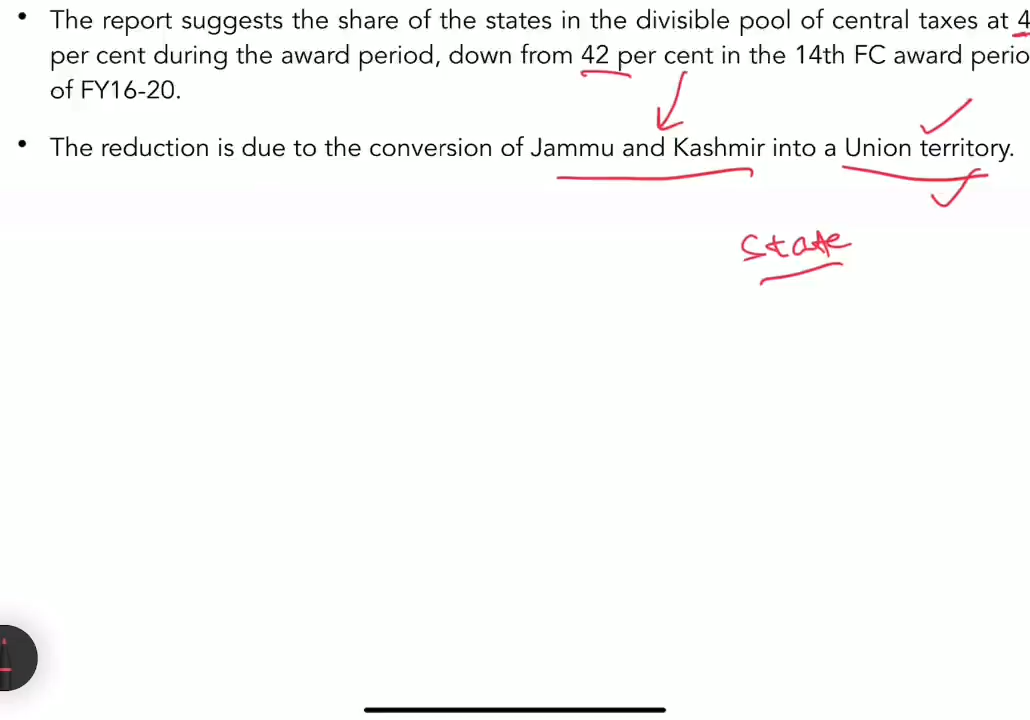 • The report suggests the share of the states in the divisible pool of central taxes at 4
per cent during the award period, down from 42 per cent in the 14th FC award perio
of FY16-20.
• The reduction is due to the conversion of Jammu and Kashmir into a Union territory.
state